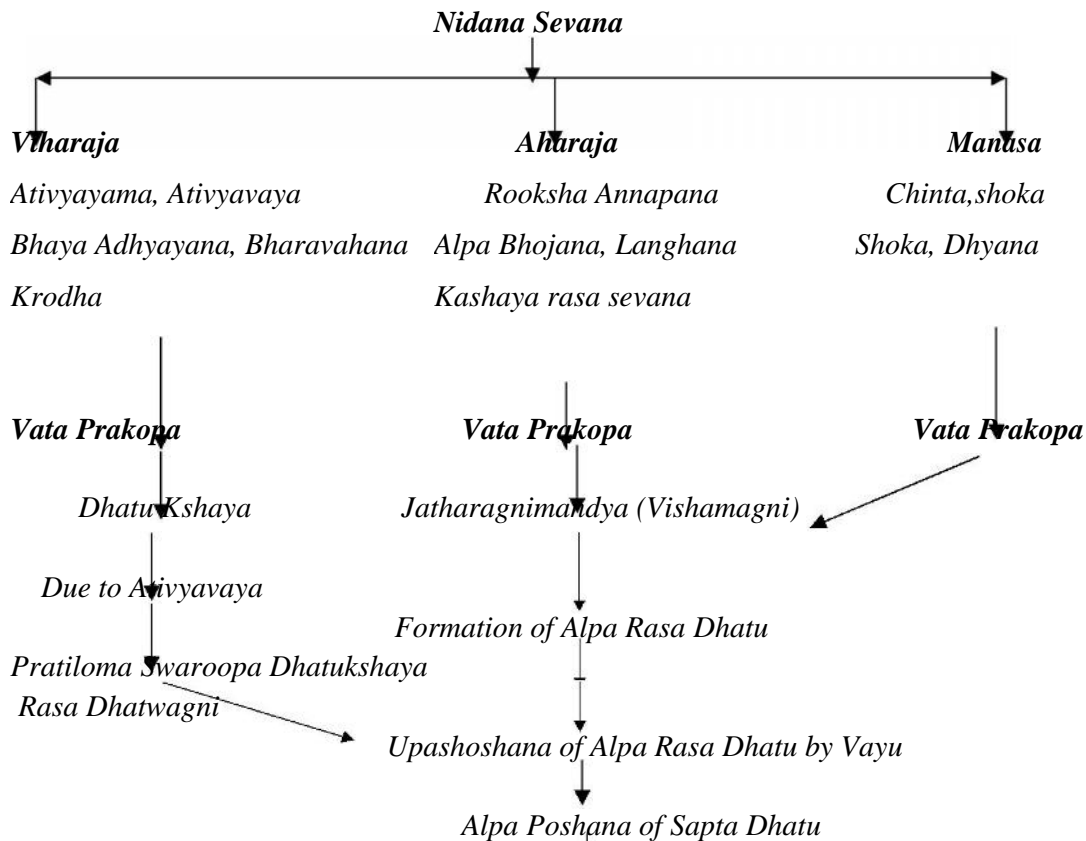 Nidana Sevana
Viharaja Aharaja Manasa
Ativyayama, Ativyavaya Rooksha Annapana Chinta,shoka
Bhaya Adhyayana, Bharavahana Alpa Bhojana, Langhana Shoka, Dhyana
Krodha Kashaya rasa sevana
Vata Prakopa Vata Prakopa Vata Prakopa
Dhatu Kshaya Jatharagnimandya (Vishamagni)
Due to Ativyavaya
Formation of Alpa Rasa Dhatu
Pratiloma Swaroopa Dhatukshaya
Rasa Dhatwagni
Upashoshana of Alpa Rasa Dhatu by Vayu
Alpa Poshana of Sapta Dhatu